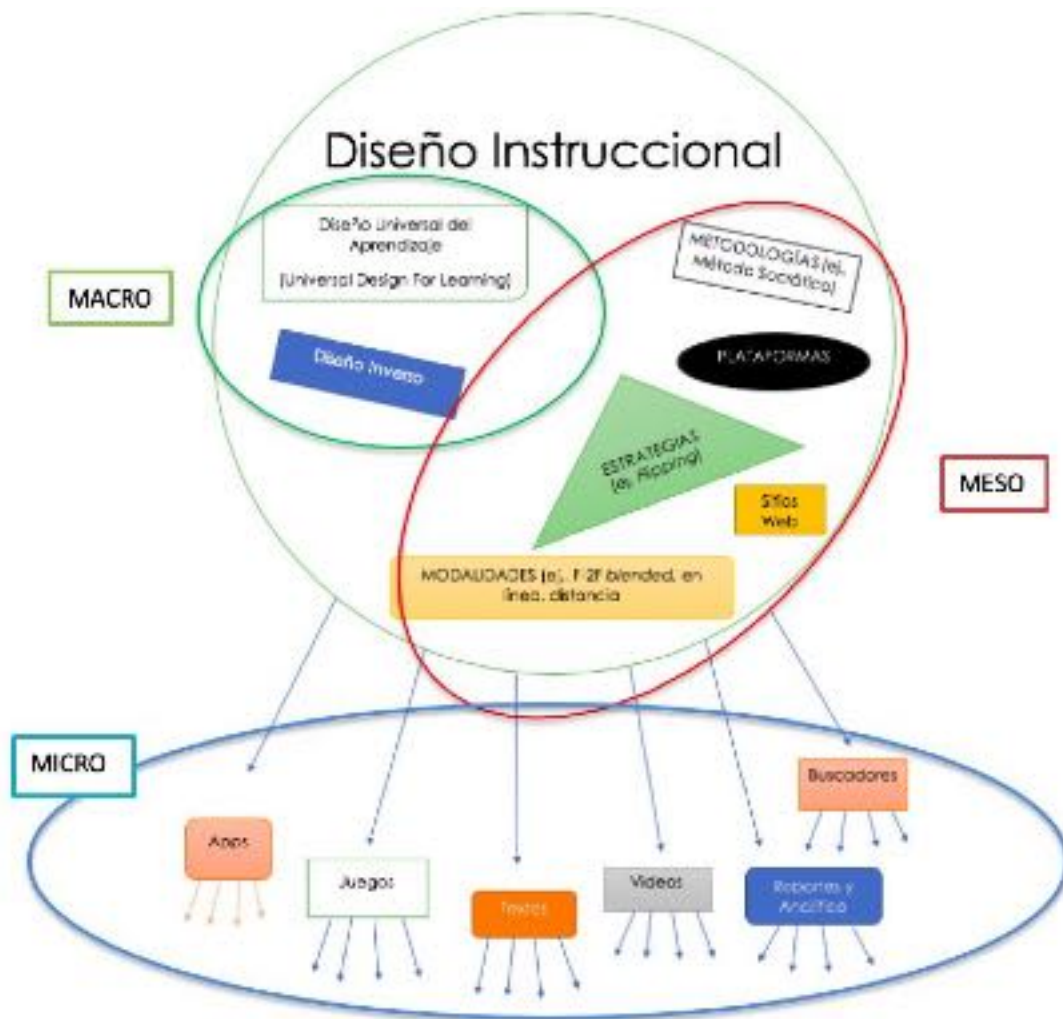 Diseño Instruccional
Diseño Universal del
Aprendizaje
(Universal Design For Learning)
MACRO
Diseño Inverso
METODOLOGÍAS (ej.
Método Socrático)
PLATAFORMAS
ESTRATEGIAS
(ej. Flipping)
MESO
Sitios
Web
MODALIDADES (ej. F-2F blended, en
línea, distancia
MICRO
Buscadores
Apps
Juegos
Textos
Videos
Reportes y
Analítica